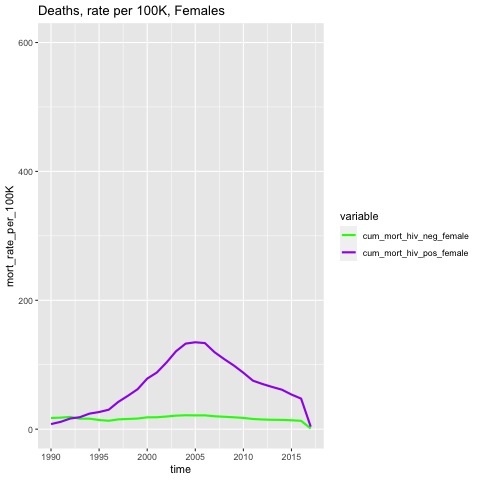 Deaths, rate per 100K, Females
mort_rate_per_100K
600
400
200
0
1990
1995
2000
2005
2010
2015
time
variable
cum_mort_hiv_neg_female
cum_mort_hiv_pos_female